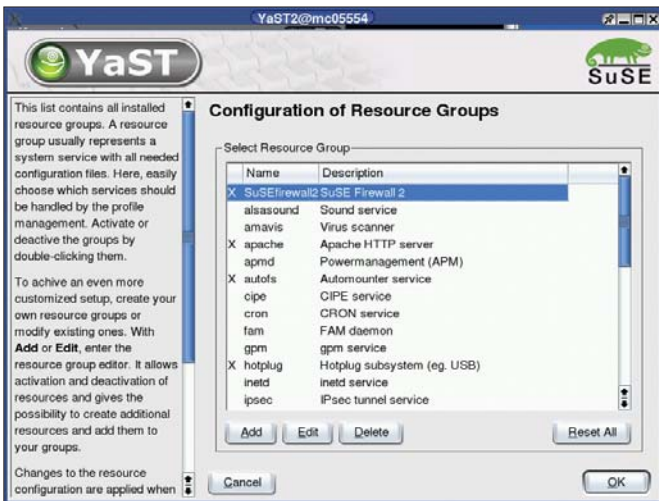 YaST2@mc05554
YaST
SuSE
This list contains all installed
resource groups. A resource
group usually represents a
system service with all needed
configuration files. Here, easily
choose which services should
be handled by the profile
management. Activate or
deactive the groups by
double-clicking them.
To achive an even more
customized setup, create your
own resource groups or
modify existing ones. With
Add or Edit, enter the
resource group editor. It allows
activation and deactivation of
resources and gives the
possibility to create additional
resources and add them to
your groups.
Changes to the resource
configuration are applied when
Configuration of Resource Groups
Select Resource Group
Name Description
X SuSEfirewall2 SuSE Firewall 2
alsasound Sound service
amavis Virus scanner
X apache Apache HTTP server
apmd Powermanagement (APM)
X autofs Automounter service
cipe CIPE service
cron CRON service
fam FAM daemon
gpm gpm service
X hotplug Hotplug subsystem (eg. USB)
inetd inetd service
ipsec IPsec tunnel service
Add Edit Delete Reset All
Cancel OK